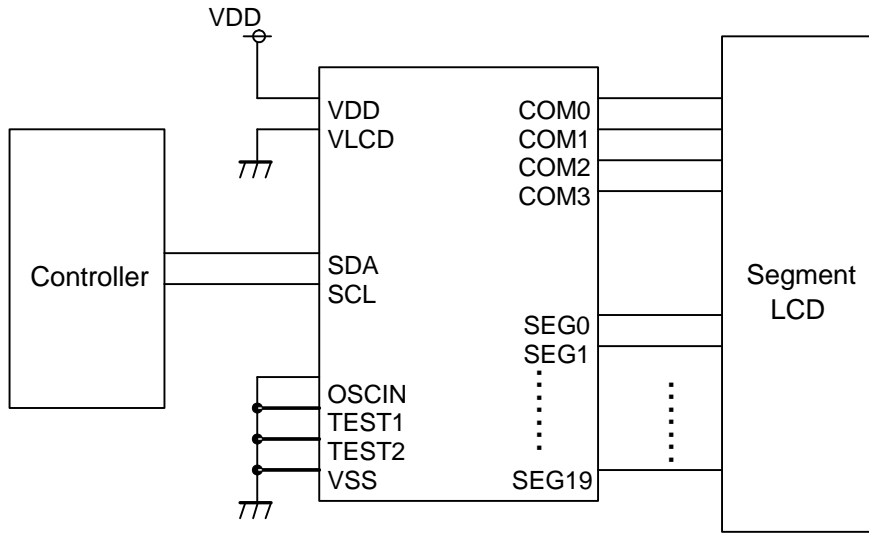 VDD
VDD
VLCD
SDA
SCL
OSCIN
TEST1
TEST2
VSS
COM0
COM1
COM2
COM3
SEG0
SEG1
SEG19
Controller
Segment
LCD